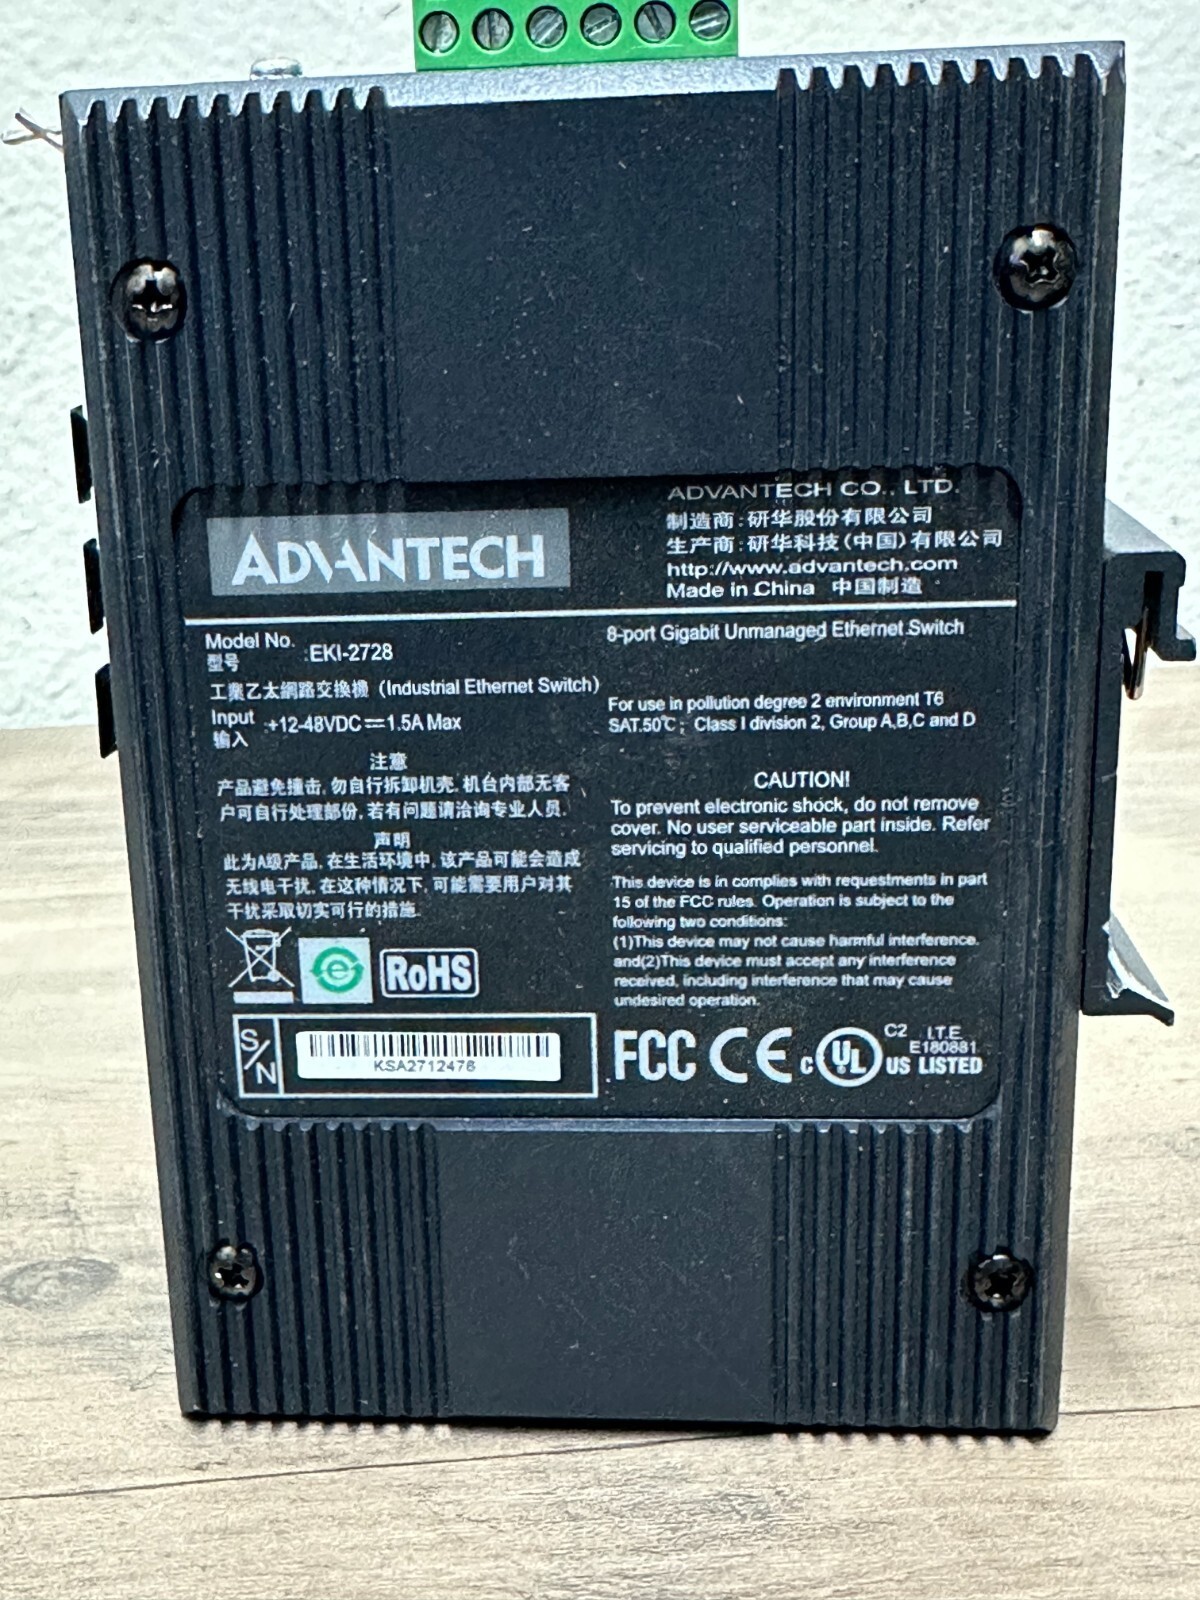 ADVANTECH
ADVANTECH CO., LTD.
制造商：研华股份有限公司
生产商：研华科技（中国）有限公司
http://www.advantech.com
Made in China 中国制造
Model No.
型号
:EKI-2728
工業乙太網路交換機（Industrial Ethernet Switch）
Input
输入
:+12-48VDC⎓1.5A Max
注意
产品避免撞击，勿自行拆卸机壳，机台内部无客
户可自行处理部份，若有问题请洽询专业人员.
声明
此为A级产品，在生活环境中，该产品可能会造成
无线电干扰，在这种情况下，可能需要用户对其
干扰采取切实可行的措施.
e
RoHS
S/N
KSA2712476
8-port Gigabit Unmanaged Ethernet Switch
For use in pollution degree 2 environment T6
SAT.50℃; Class I division 2, Group A,B,C and D
CAUTION!
To prevent electronic shock, do not remove
cover. No user serviceable part inside. Refer
servicing to qualified personnel.
This device is in complies with requestments in part
15 of the FCC rules. Operation is subject to the
following two conditions:
(1)This device may not cause harmful interference.
and(2)This device must accept any interference
received, including interference that may cause
undesired operation.
FCC CE c UL US LISTED
C2 I.T.E.
E180881